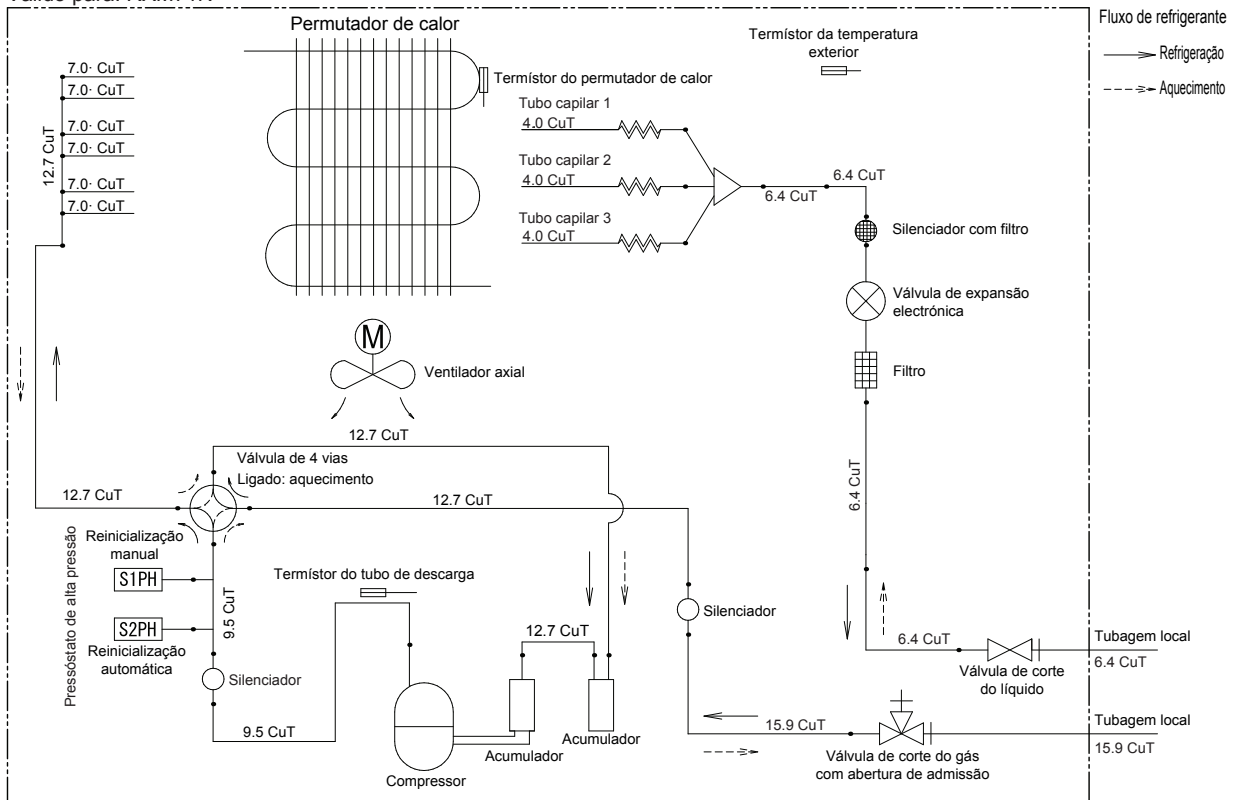 Permutador de calor
Termístor da temperatura
exterior
Fluxo de refrigerante
Refrigeração
Aquecimento
7.0· CuT
7.0· CuT
7.0· CuT
7.0· CuT
7.0· CuT
7.0· CuT
12.7 CuT
Termístor do permutador de calor
Tubo capilar 1
4.0 CuT
Tubo capilar 2
4.0 CuT
Tubo capilar 3
4.0 CuT
6.4 CuT
6.4 CuT
Silenciador com filtro
Válvula de expansão
electrónica
Filtro
M
Ventilador axial
12.7 CuT
Válvula de 4 vias
Ligado: aquecimento
12.7 CuT
12.7 CuT
6.4 CuT
Pressóstato de alta pressão
Reinicialização
manual
S1PH
S2PH
Reinicialização
automática
9.5 CuT
Termístor do tubo de descarga
Silenciador
Silenciador
12.7 CuT
9.5 CuT
Compressor
Acumulador
Acumulador
6.4 CuT
Válvula de corte
do líquido
Tubagem local
6.4 CuT
15.9 CuT
Válvula de corte do gás
com abertura de admissão
Tubagem local
15.9 CuT